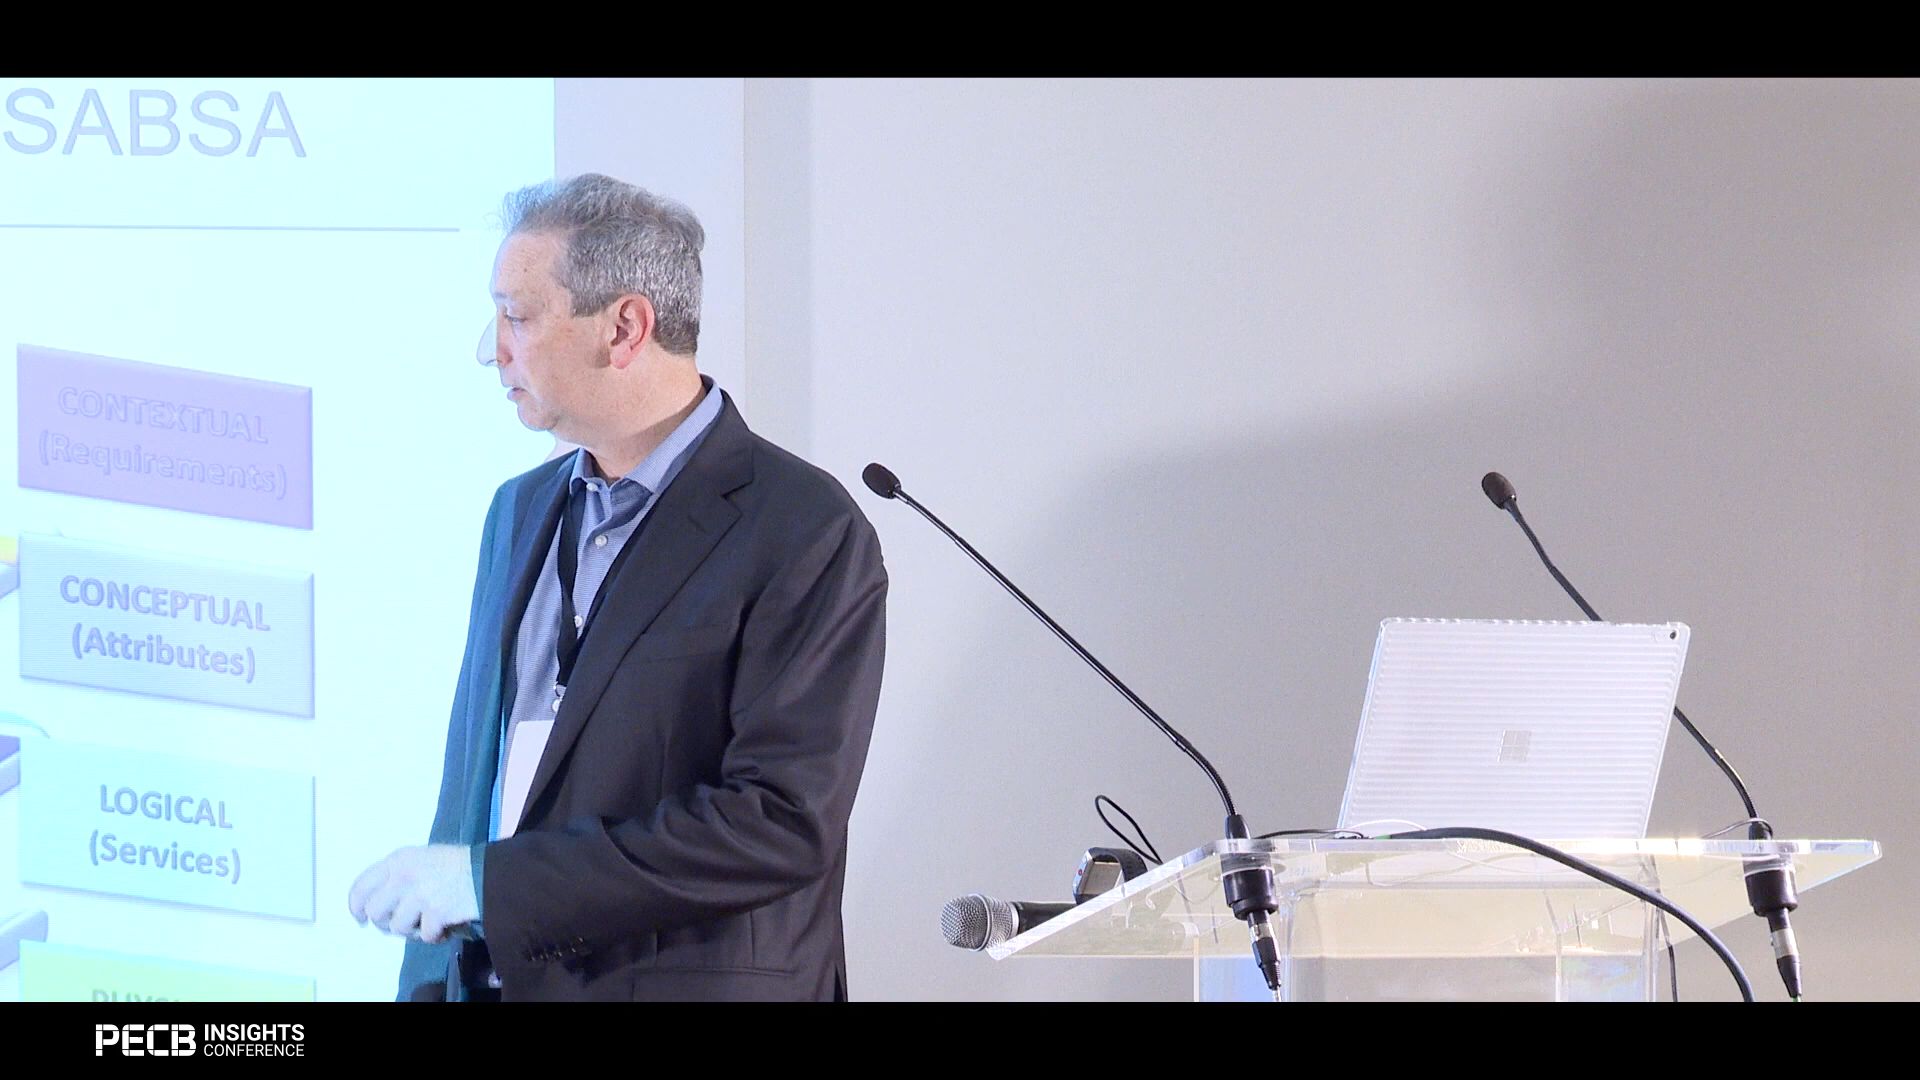 SABSA
CONTEXTUAL
(Requirements)
CONCEPTUAL
(Attributes)
LOGICAL
(Services)
PECB INSIGHTS
CONFERENCE